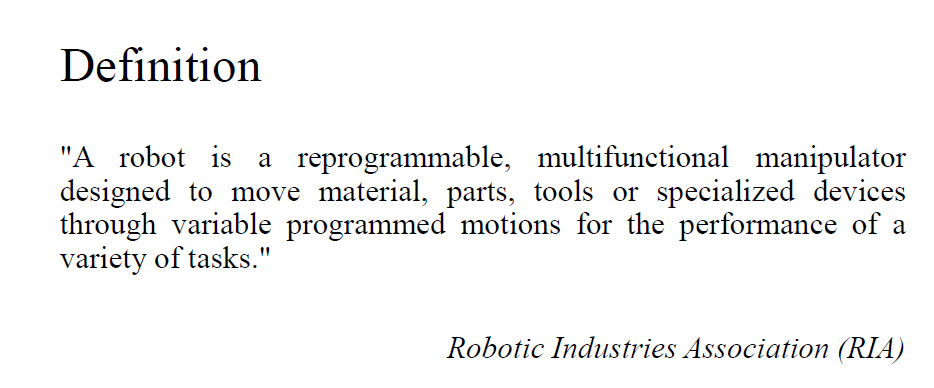 Definition
"A robot is a reprogrammable, multifunctional manipulator
designed to move material, parts, tools or specialized devices
through variable programmed motions for the performance of a
variety of tasks."
Robotic Industries Association (RIA)